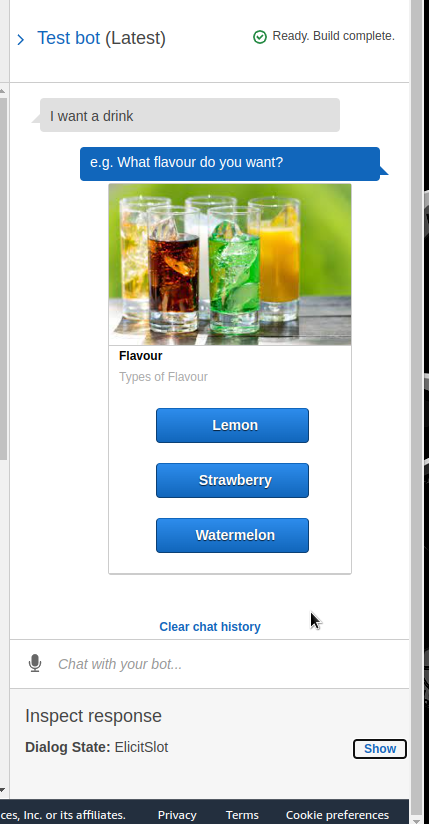 Test bot (Latest)
Ready. Build complete.
I want a drink
e.g. What flavour do you want?
Flavour
Types of Flavour
Lemon
Strawberry
Watermelon
Clear chat history
Chat with your bot...
Inspect response
Dialog State: ElicitSlot
Show
ces, Inc. or its affiliates. Privacy Terms Cookie preferences